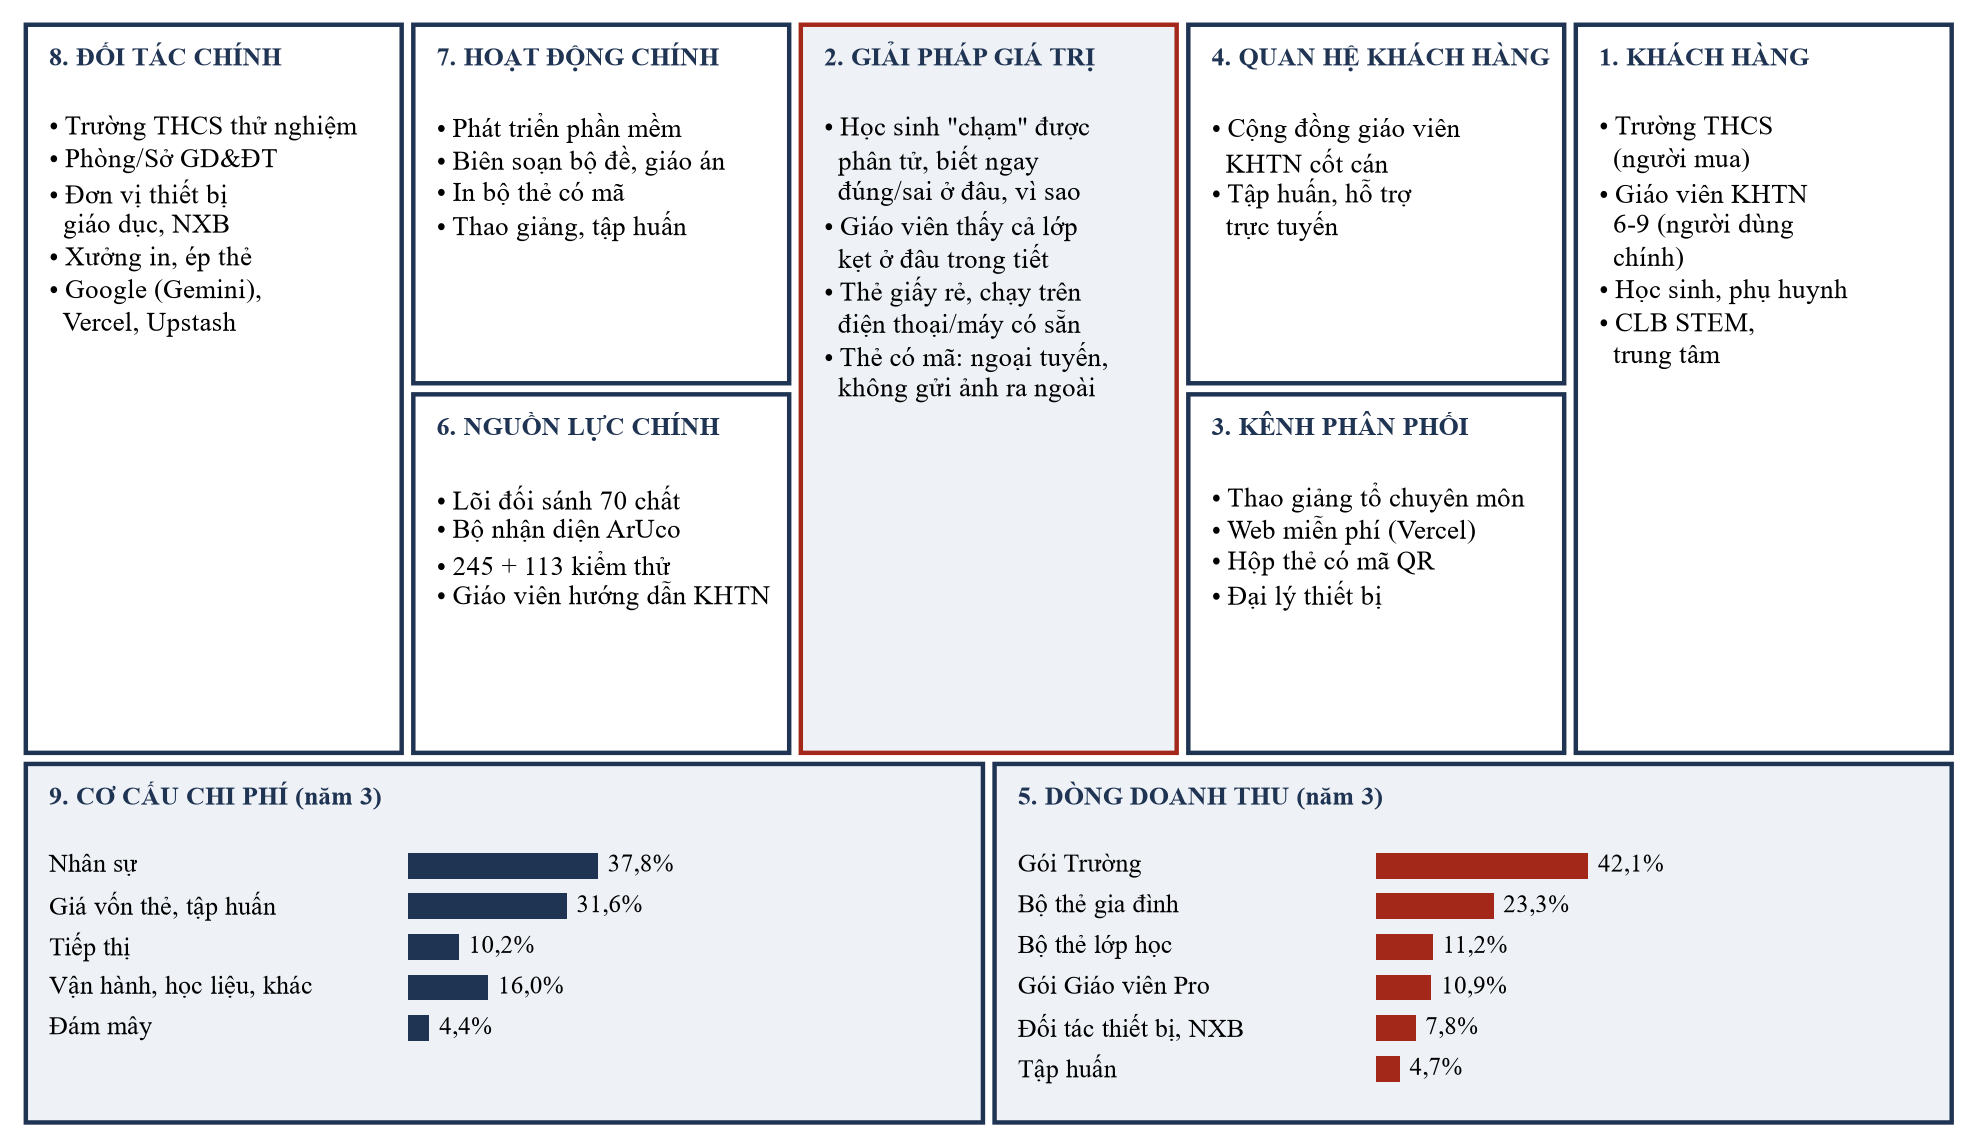 8. ĐỐI TÁC CHÍNH
• Trường THCS thử nghiệm
• Phòng/Sở GD&ĐT
• Đơn vị thiết bị
giáo dục, NXB
• Xưởng in, ép thẻ
• Google (Gemini),
Vercel, Upstash
7. HOẠT ĐỘNG CHÍNH
• Phát triển phần mềm
• Biên soạn bộ đề, giáo án
• In bộ thẻ có mã
• Thao giảng, tập huấn
6. NGUỒN LỰC CHÍNH
• Lõi đối sánh 70 chất
• Bộ nhận diện ArUco
• 245 + 113 kiểm thử
• Giáo viên hướng dẫn KHTN
2. GIẢI PHÁP GIÁ TRỊ
• Học sinh "chạm" được
phân tử, biết ngay
đúng/sai ở đâu, vì sao
• Giáo viên thấy cả lớp
kẹt ở đâu trong tiết
• Thẻ giấy rẻ, chạy trên
điện thoại/máy có sẵn
• Thẻ có mã: ngoại tuyến,
không gửi ảnh ra ngoài
4. QUAN HỆ KHÁCH HÀNG
• Cộng đồng giáo viên
KHTN cốt cán
• Tập huấn, hỗ trợ
trực tuyến
3. KÊNH PHÂN PHỐI
• Thao giảng tổ chuyên môn
• Web miễn phí (Vercel)
• Hộp thẻ có mã QR
• Đại lý thiết bị
1. KHÁCH HÀNG
• Trường THCS
(người mua)
• Giáo viên KHTN
6-9 (người dùng
chính)
• Học sinh, phụ huynh
• CLB STEM,
trung tâm
9. CƠ CẤU CHI PHÍ (năm 3)
Nhân sự 37,8%
Giá vốn thẻ, tập huấn 31,6%
Tiếp thị 10,2%
Vận hành, học liệu, khác 16,0%
Đám mây 4,4%
5. DÒNG DOANH THU (năm 3)
Gói Trường 42,1%
Bộ thẻ gia đình 23,3%
Bộ thẻ lớp học 11,2%
Gói Giáo viên Pro 10,9%
Đối tác thiết bị, NXB 7,8%
Tập huấn 4,7%